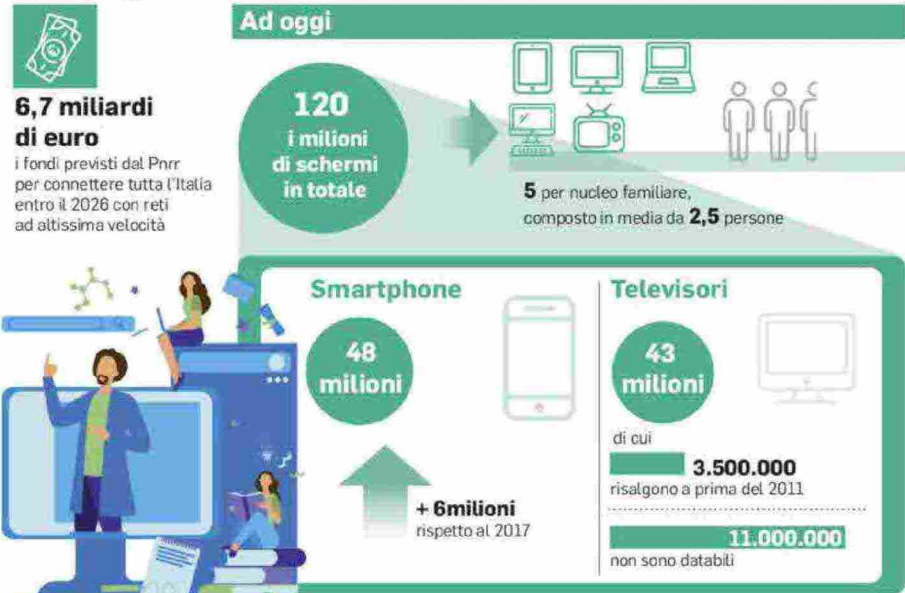 6,7 miliardi
di euro
i fondi previsti dal Pnrr
per connettere tutta l'Italia
entro il 2026 con reti
ad altissima velocità
Ad oggi
120
i milioni
di schermi
in totale
5 per nucleo familiare,
composto in media da 2,5 persone
Smartphone
48
milioni
+ 6milioni
rispetto al 2017
Televisori
43
milioni
di cui
3.500.000
risalgono a prima del 2011
11.000.000
non sono databili